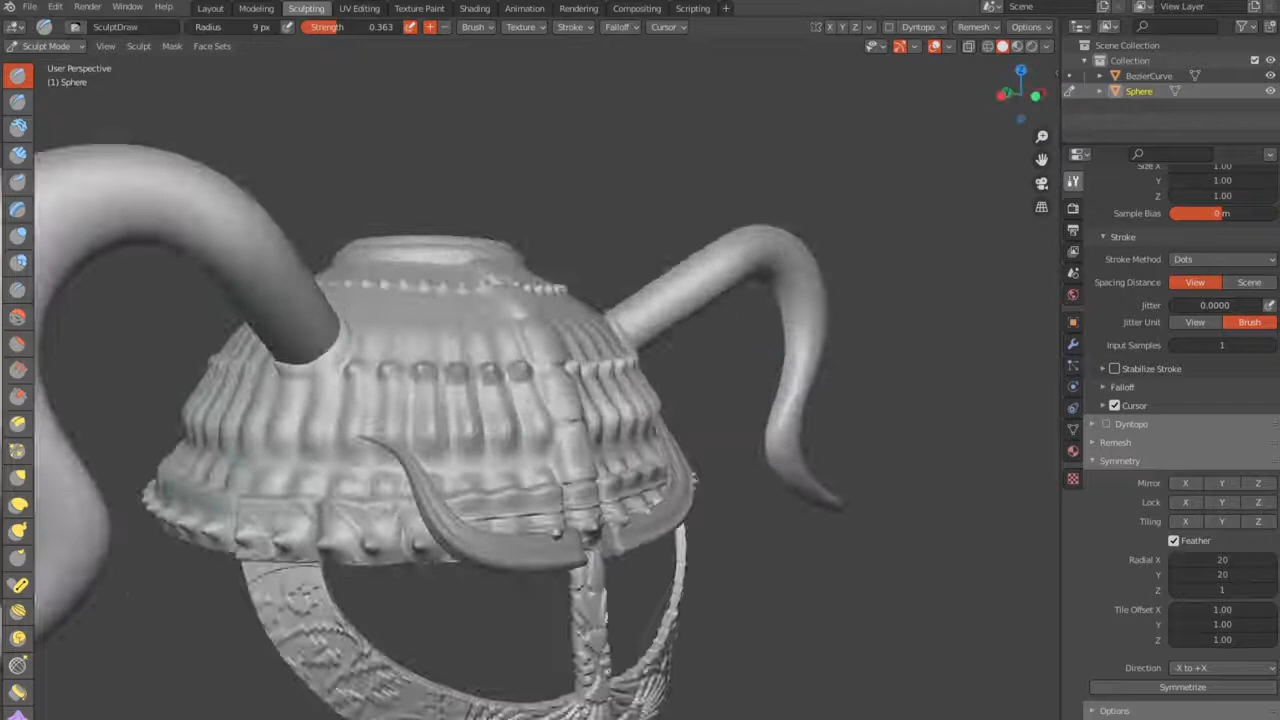 File Edit Render Window Help Layout Modeling Sculpting UV Editing Texture Paint Shading Animation Rendering Compositing Scripting + Scene View Layer
SculptDraw Radius 9 px Strength 0.363 Brush Texture Stroke Falloff Cursor X Y Z Dyntopo Remesh Options
Sculpt Mode View Sculpt Mask Face Sets
User Perspective
(1) Sphere
Scene Collection
Collection
BezierCurve
Sphere
Size X 1.00
Y 1.00
Z 1.00
Sample Bias 0 m
Stroke
Stroke Method Dots
Spacing Distance View Scene
Jitter 0.0000
Jitter Unit View Brush
Input Samples 1
Stabilize Stroke
Falloff
Cursor
Dyntopo
Remesh
Symmetry
Mirror X Y Z
Lock X Y Z
Tiling X Y Z
Feather
Radial X 20
Y 20
Z 1
Tile Offset X 1.00
Y 1.00
Z 1.00
Direction -X to +X
Symmetrize
Options